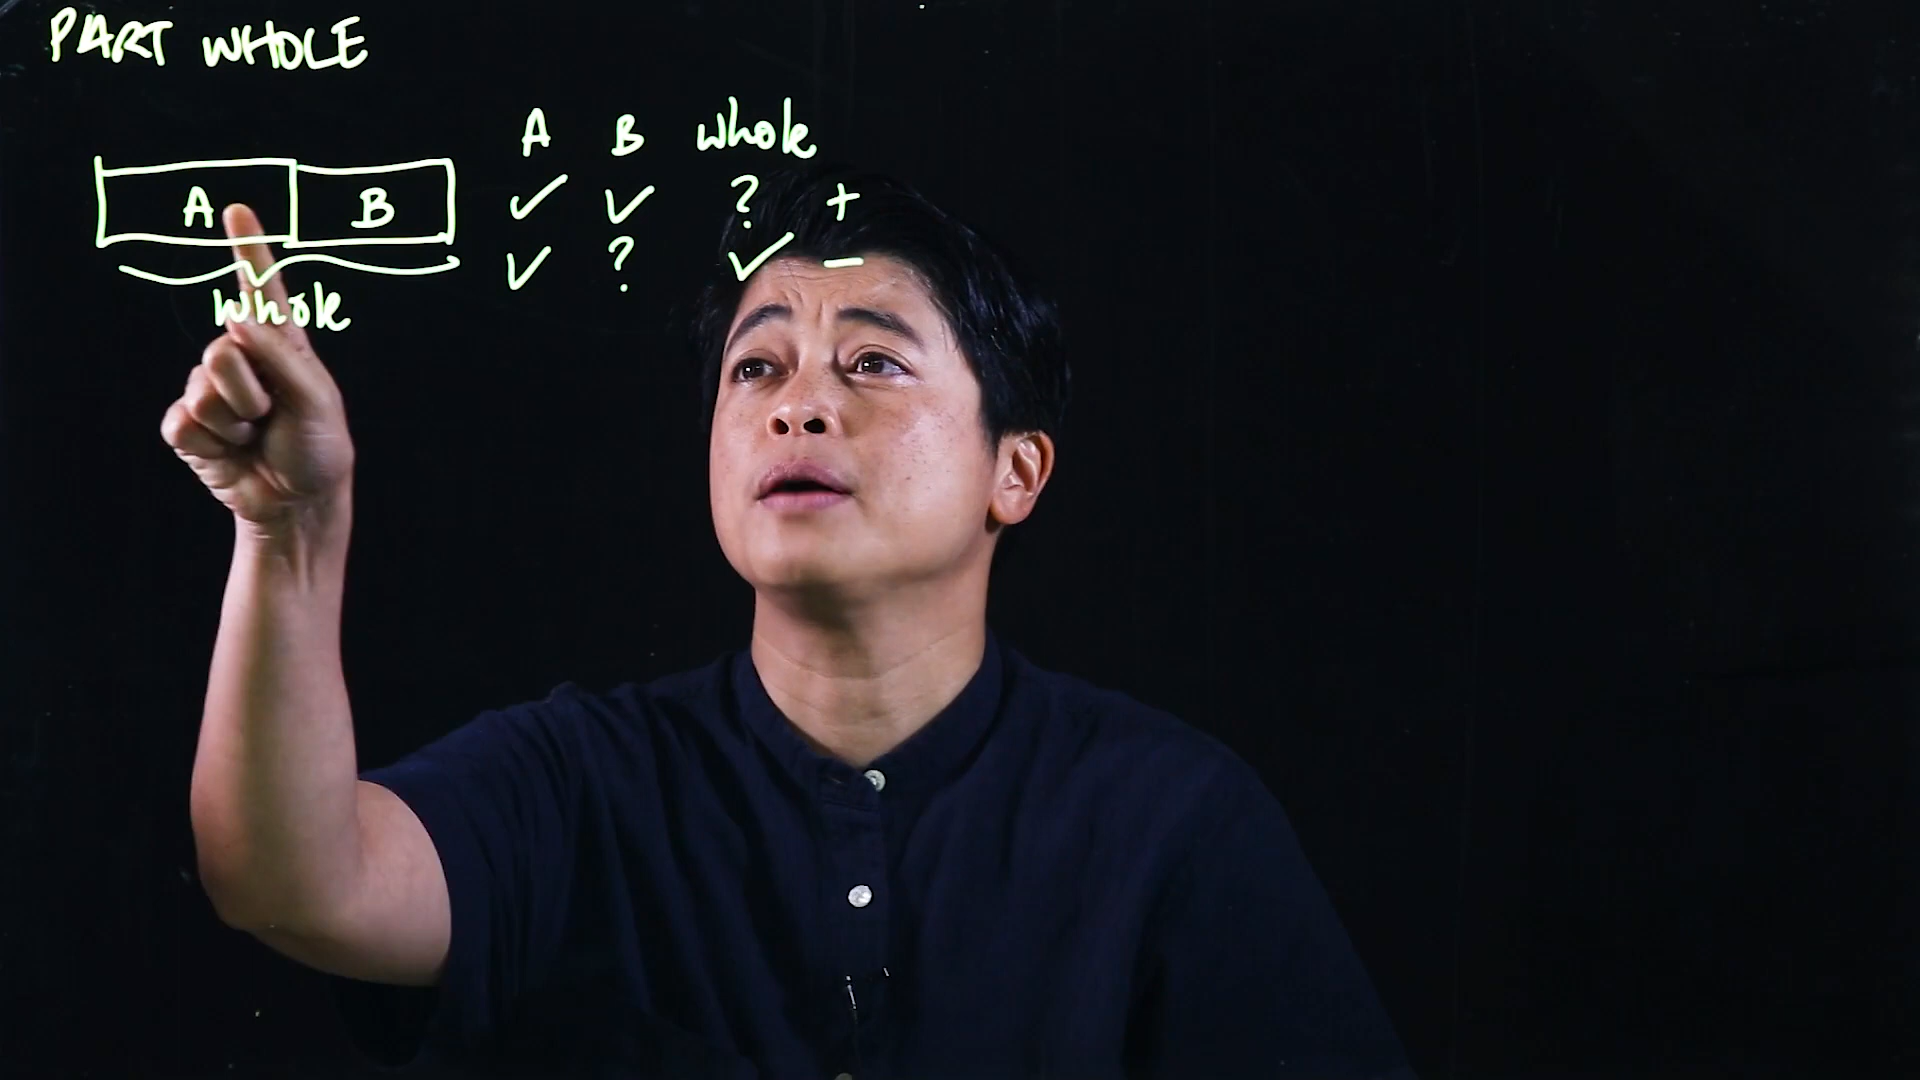 PART WHOLE
A B whole
A B ✓ ✓ ? +
✓ ? ✓ −
whole